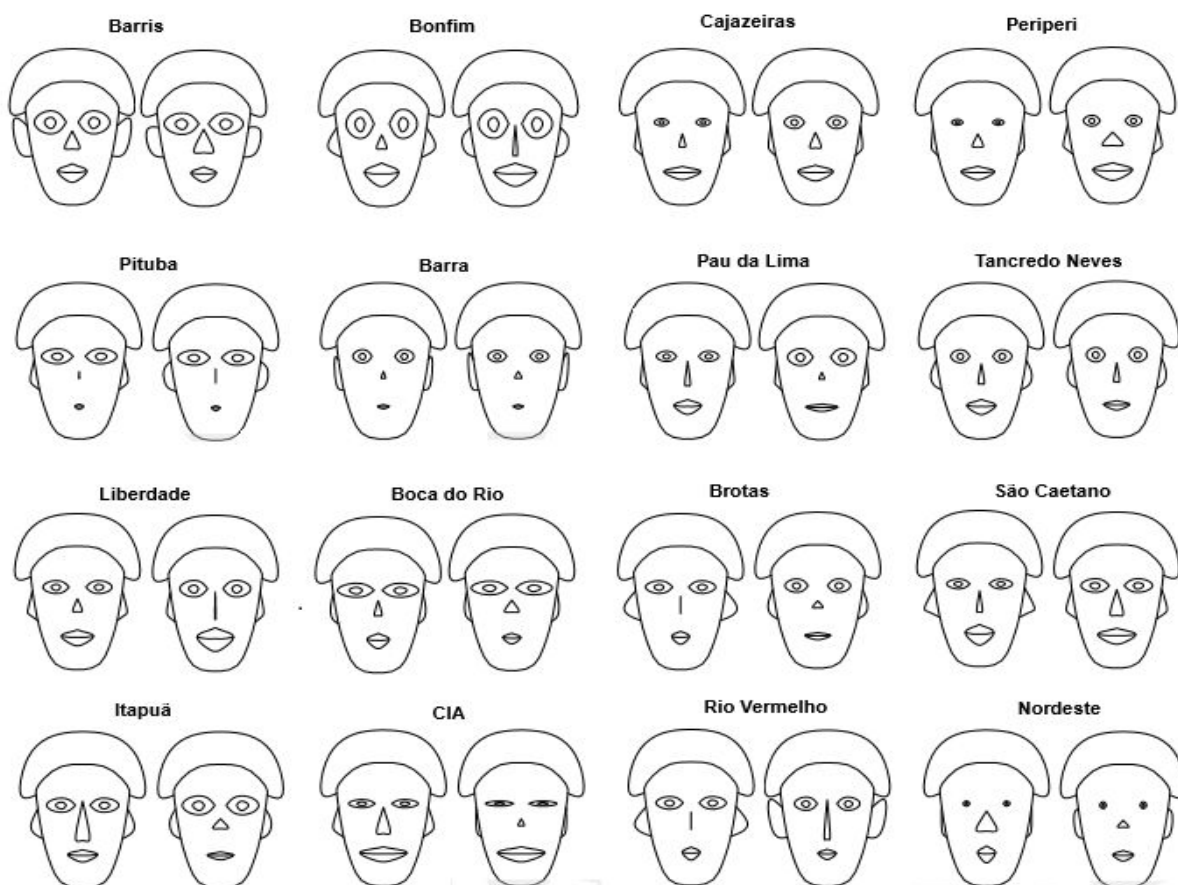 Barris
Bonfim
Cajazeiras
Periperi
Pituba
Barra
Pau da Lima
Tancredo Neves
Liberdade
Boca do Rio
Brotas
São Caetano
Itapuã
CIA
Rio Vermelho
Nordeste